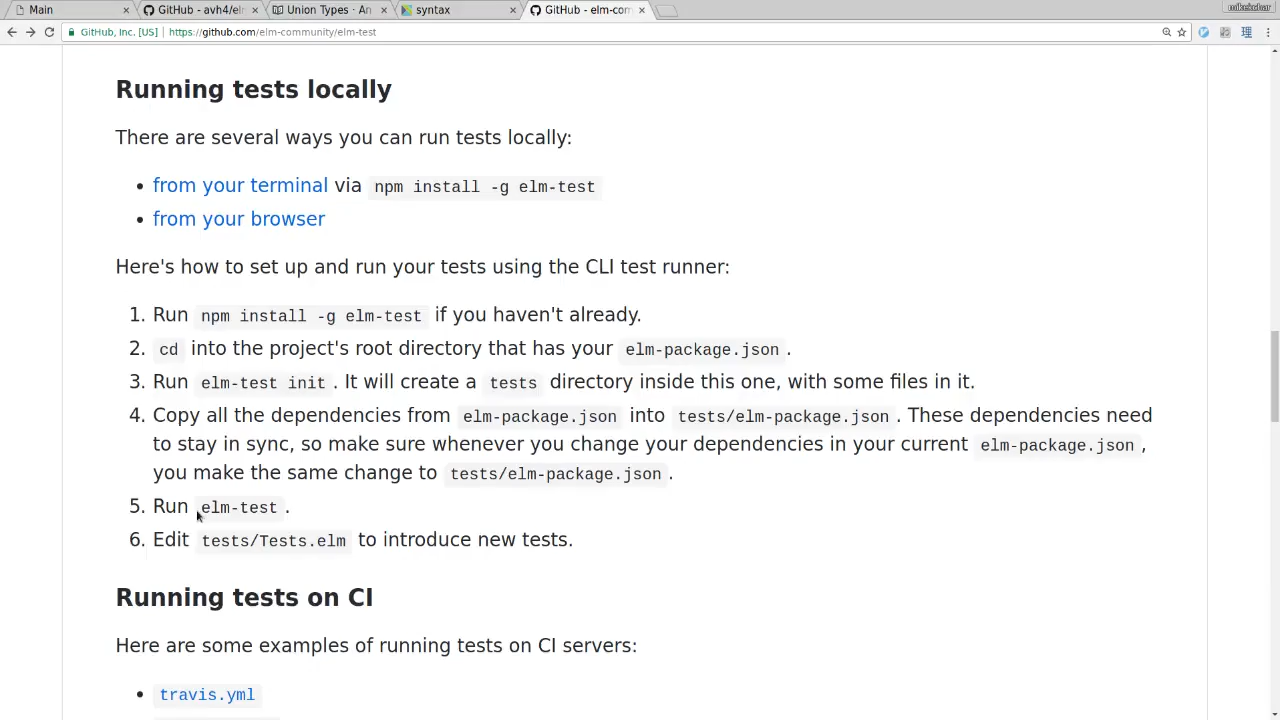 Main
GitHub - avh4/el
Union Types · An
syntax
GitHub - elm-com
GitHub, Inc. [US] | https://github.com/elm-community/elm-test
Running tests locally
There are several ways you can run tests locally:
from your terminal via npm install -g elm-test
from your browser
Here's how to set up and run your tests using the CLI test runner:
1. Run npm install -g elm-test if you haven't already.
2. cd into the project's root directory that has your elm-package.json.
3. Run elm-test init. It will create a tests directory inside this one, with some files in it.
4. Copy all the dependencies from elm-package.json into tests/elm-package.json. These dependencies need
to stay in sync, so make sure whenever you change your dependencies in your current elm-package.json,
you make the same change to tests/elm-package.json.
5. Run elm-test.
6. Edit tests/Tests.elm to introduce new tests.
Running tests on CI
Here are some examples of running tests on CI servers:
travis.yml